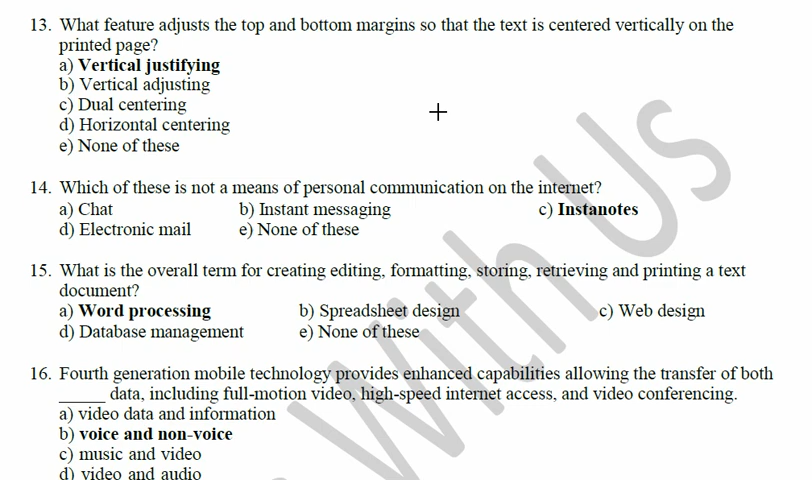 13. What feature adjusts the top and bottom margins so that the text is centered vertically on the
printed page?
a) Vertical justifying
b) Vertical adjusting
c) Dual centering
d) Horizontal centering
e) None of these
14. Which of these is not a means of personal communication on the internet?
a) Chat b) Instant messaging c) Instanotes
d) Electronic mail e) None of these
15. What is the overall term for creating editing, formatting, storing, retrieving and printing a text
document?
a) Word processing b) Spreadsheet design c) Web design
d) Database management e) None of these
16. Fourth generation mobile technology provides enhanced capabilities allowing the transfer of both
_____ data, including full-motion video, high-speed internet access, and video conferencing.
a) video data and information
b) voice and non-voice
c) music and video
d) video and audio
With Us